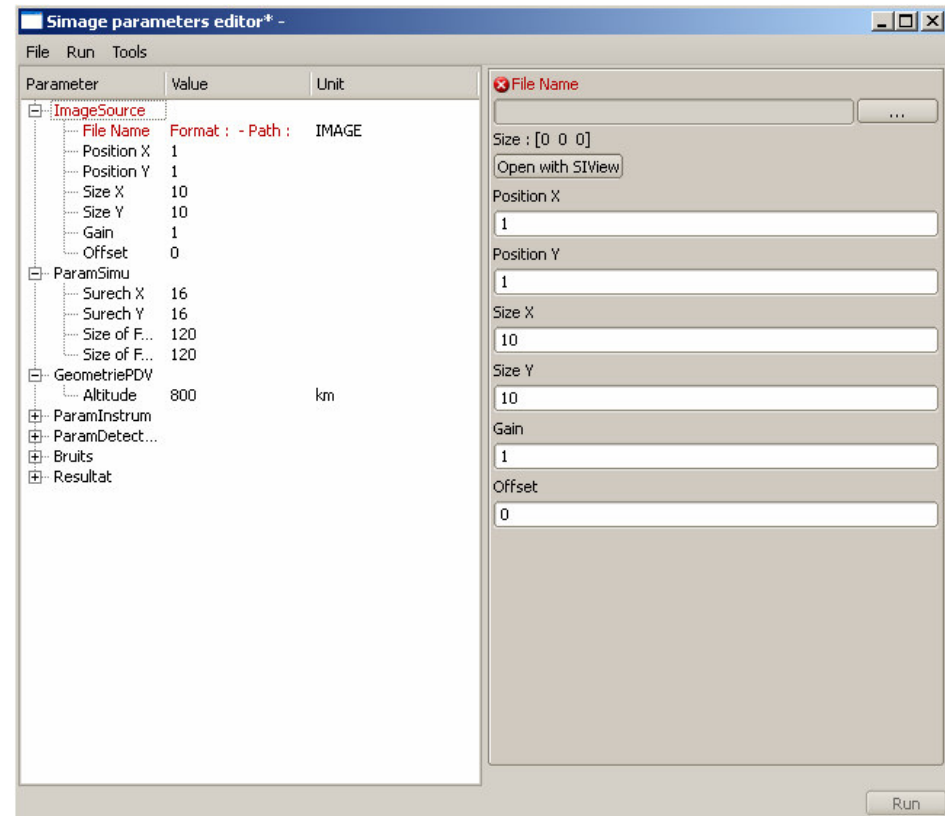 Simage parameters editor* -
File Run Tools
Parameter Value Unit
ImageSource
File Name Format : - Path : IMAGE
Position X 1
Position Y 1
Size X 10
Size Y 10
Gain 1
Offset 0
ParamSimu
Surech X 16
Surech Y 16
Size of F... 120
Size of F... 120
GeometriePDV
Altitude 800 km
ParamInstrum
ParamDetect...
Bruits
Resultat
File Name
...
Size : [0 0 0]
Open with SIView
Position X
1
Position Y
1
Size X
10
Size Y
10
Gain
1
Offset
0
Run